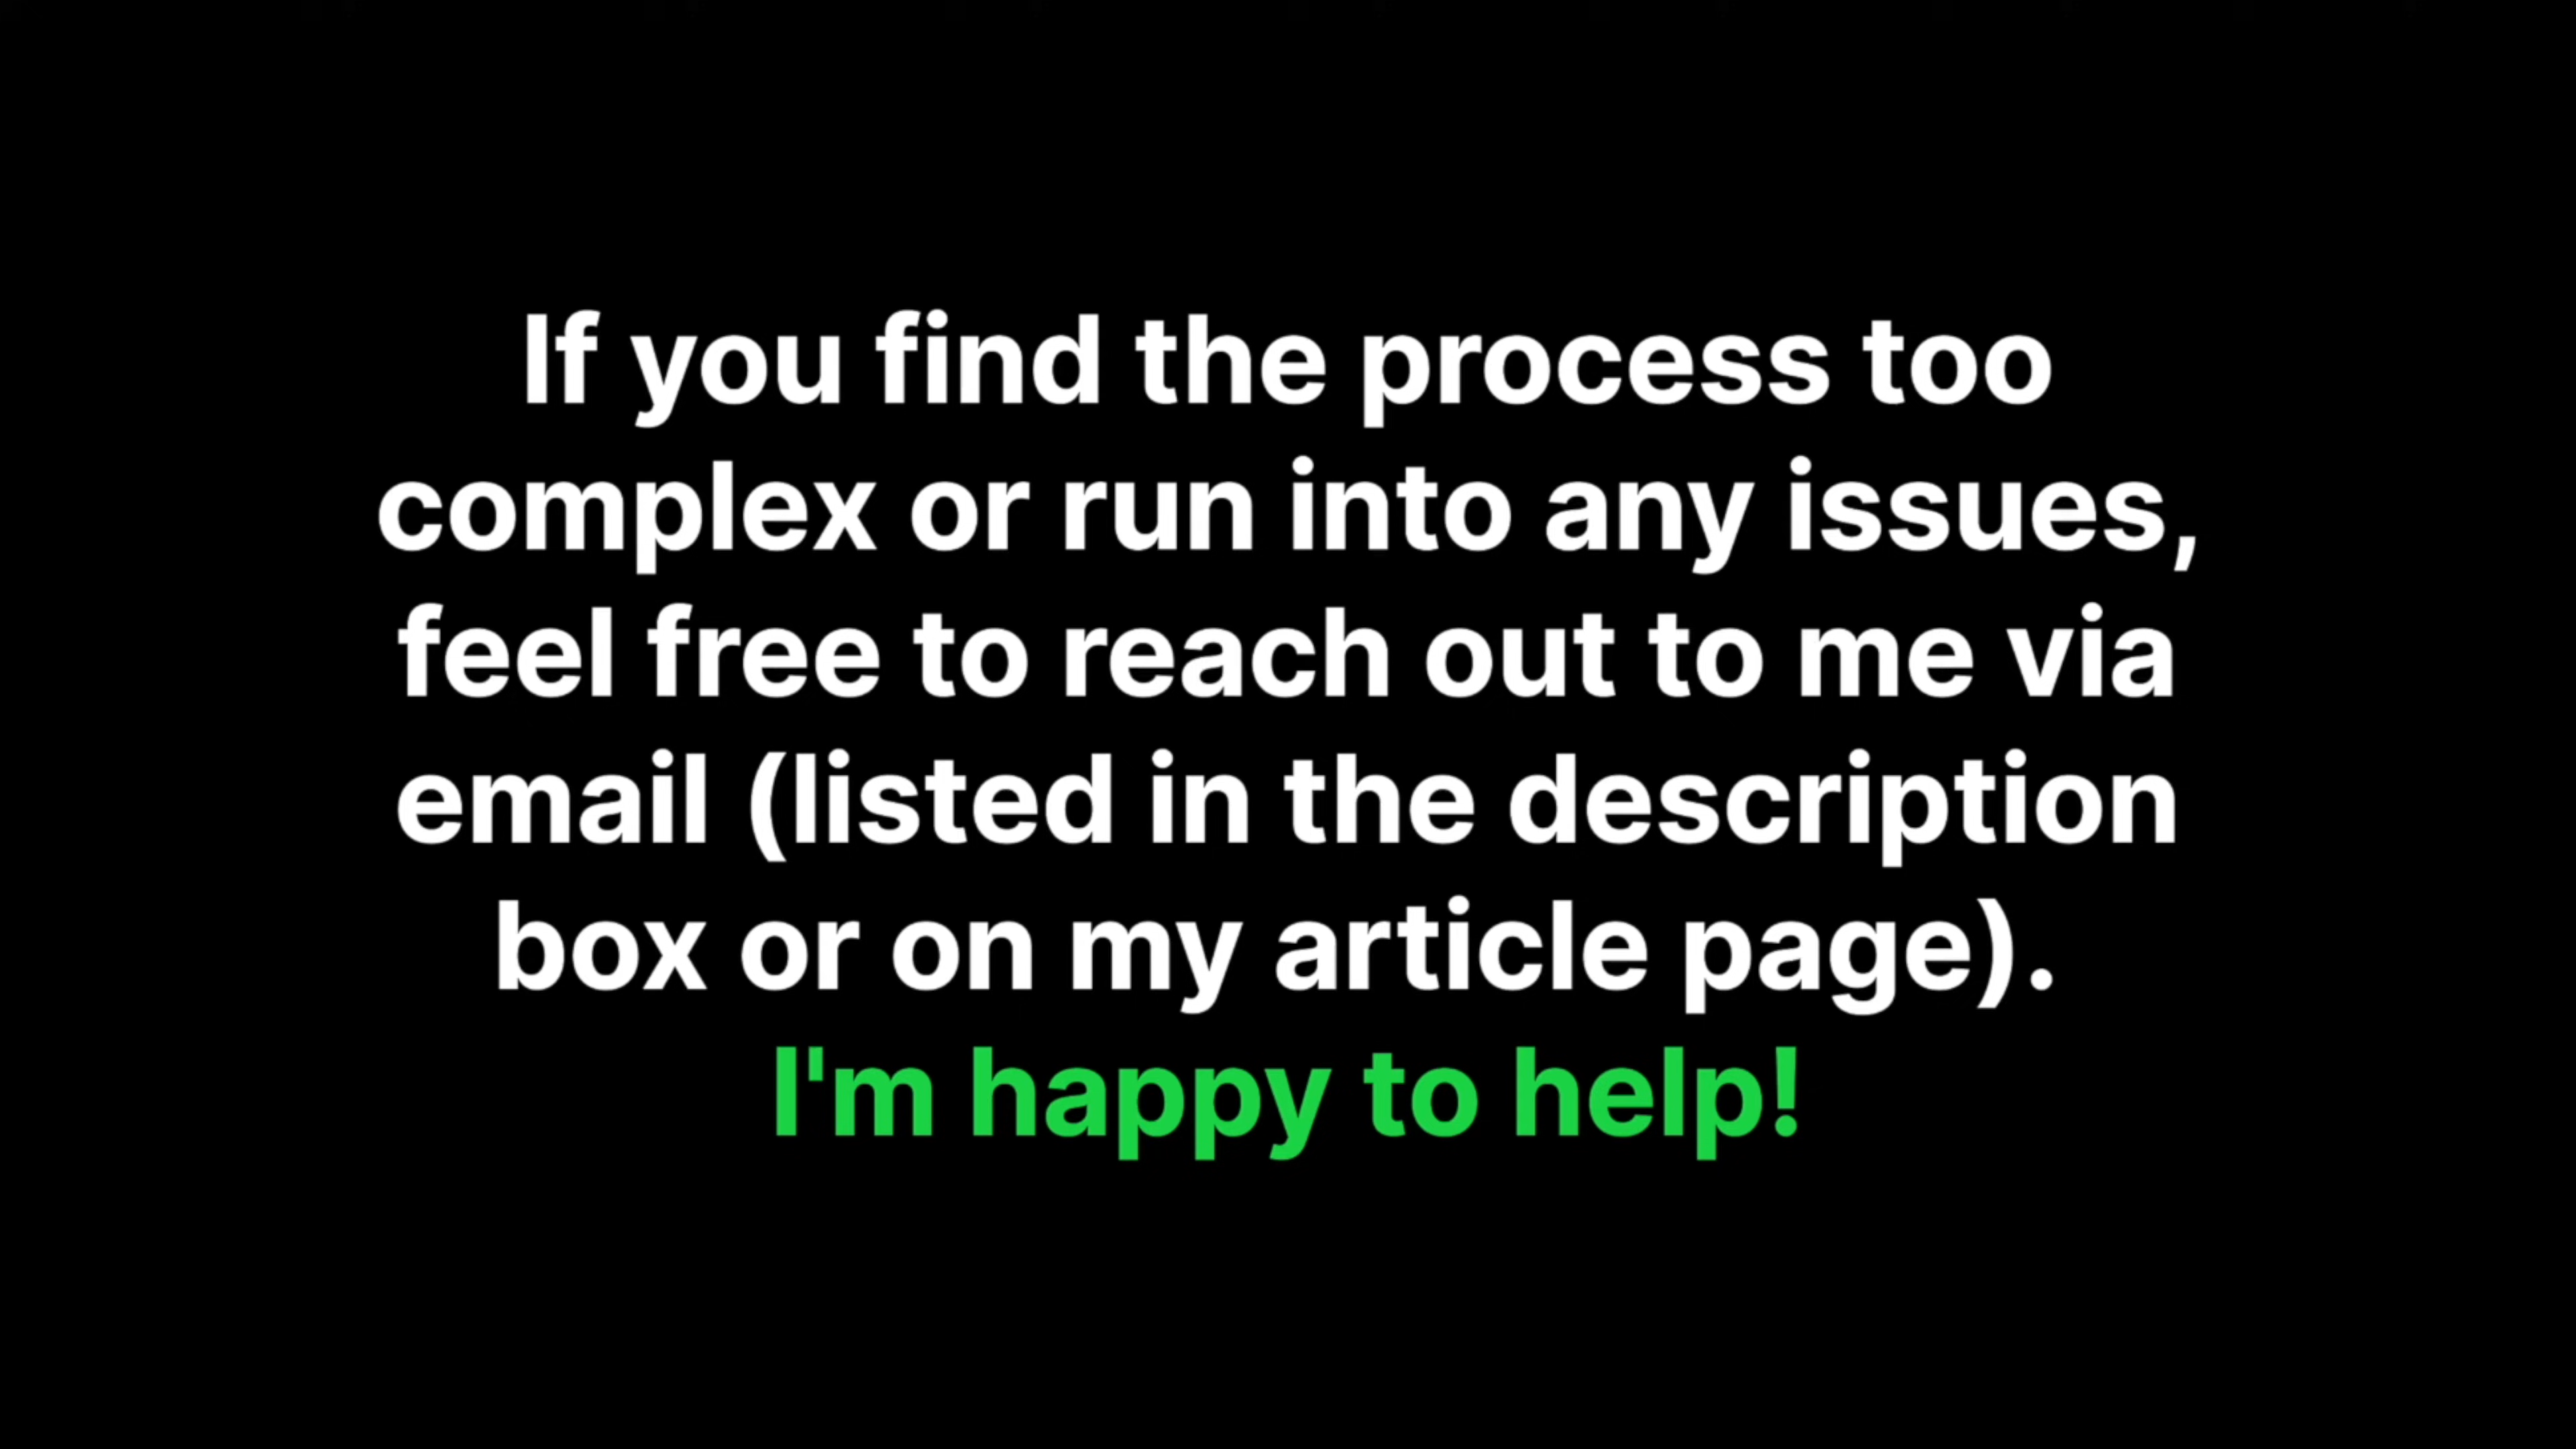 If you find the process too
complex or run into any issues,
feel free to reach out to me via
email (listed in the description
box or on my article page).
I'm happy to help!